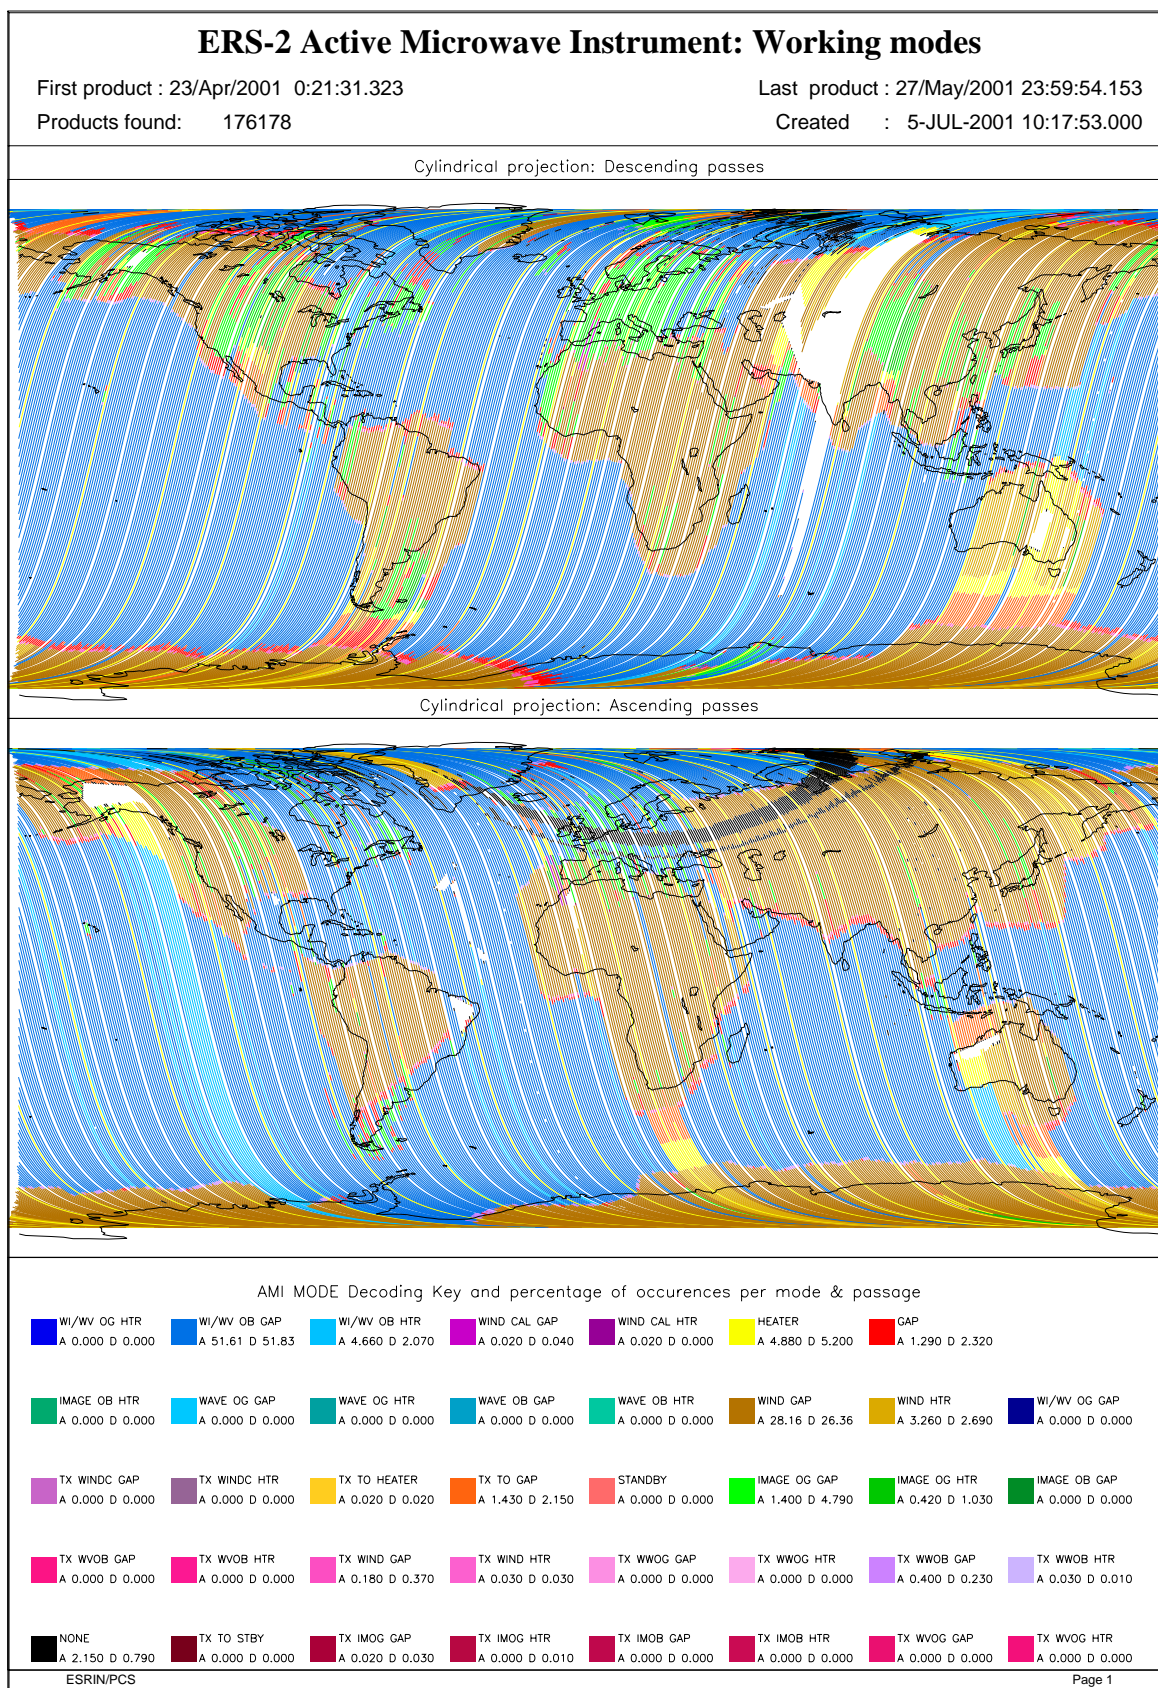 ERS-2 Active Microwave Instrument: Working modes
First product : 23/Apr/2001 0:21:31.323 Last product : 27/May/2001 23:59:54.153
Products found: 176178 Created : 5-JUL-2001 10:17:53.000
Cylindrical projection: Descending passes
Cylindrical projection: Ascending passes
AMI MODE Decoding Key and percentage of occurences per mode & passage
WI/WV OG HTR WI/WV OB GAP WI/WV OB HTR WIND CAL GAP WIND CAL HTR HEATER GAP
A 0.000 D 0.000 A 51.61 D 51.83 A 4.660 D 2.070 A 0.020 D 0.040 A 0.020 D 0.000 A 4.880 D 5.200 A 1.290 D 2.320
IMAGE OB HTR WAVE OG GAP WAVE OG HTR WAVE OB GAP WAVE OB HTR WIND GAP WIND HTR WI/WV OG GAP
A 0.000 D 0.000 A 0.000 D 0.000 A 0.000 D 0.000 A 0.000 D 0.000 A 0.000 D 0.000 A 28.16 D 26.36 A 3.260 D 2.690 A 0.000 D 0.000
TX WINDC GAP TX WINDC HTR TX TO HEATER TX TO GAP STANDBY IMAGE OG GAP IMAGE OG HTR IMAGE OB GAP
A 0.000 D 0.000 A 0.000 D 0.000 A 0.020 D 0.020 A 1.430 D 2.150 A 0.000 D 0.000 A 1.400 D 4.790 A 0.420 D 1.030 A 0.000 D 0.000
TX WVOB GAP TX WVOB HTR TX WIND GAP TX WIND HTR TX WWOG GAP TX WWOG HTR TX WWOB GAP TX WWOB HTR
A 0.000 D 0.000 A 0.000 D 0.000 A 0.180 D 0.370 A 0.030 D 0.030 A 0.000 D 0.000 A 0.000 D 0.000 A 0.400 D 0.230 A 0.030 D 0.010
NONE TX TO STBY TX IMOG GAP TX IMOG HTR TX IMOB GAP TX IMOB HTR TX WVOG GAP TX WVOG HTR
A 2.150 D 0.790 A 0.000 D 0.000 A 0.020 D 0.030 A 0.000 D 0.010 A 0.000 D 0.000 A 0.000 D 0.000 A 0.000 D 0.000 A 0.000 D 0.000
ESRIN/PCS Page 1